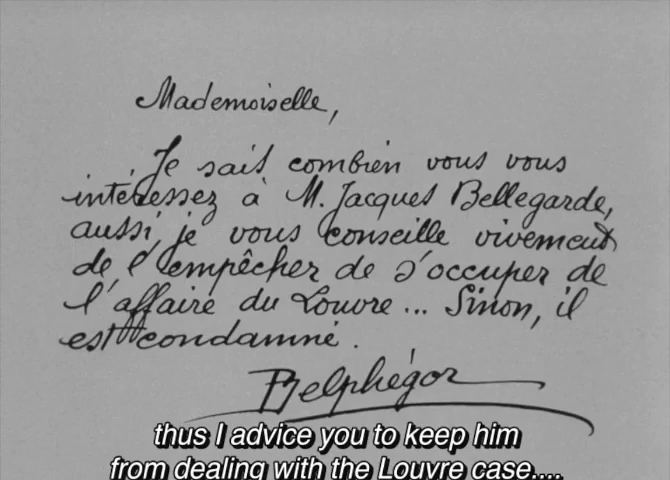 Mademoiselle,
Je sais combien vous vous
intéressez à M. Jacques Bellegarde,
aussi, je vous conseille vivement
de l'empêcher de s'occuper de
l'affaire du Louvre... Sinon, il
est condamné.
Belphégor
thus I advice you to keep him
from dealing with the Louvre case....